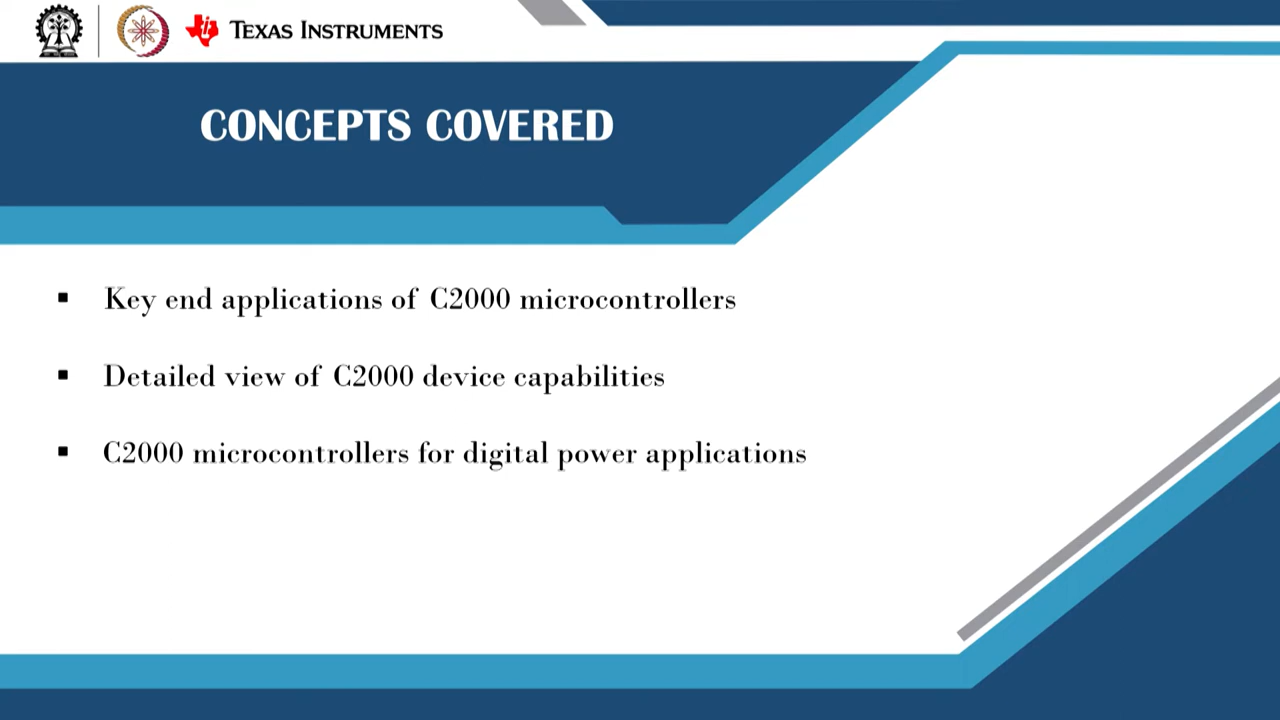 TEXAS INSTRUMENTS
CONCEPTS COVERED
▪ Key end applications of C2000 microcontrollers
▪ Detailed view of C2000 device capabilities
▪ C2000 microcontrollers for digital power applications